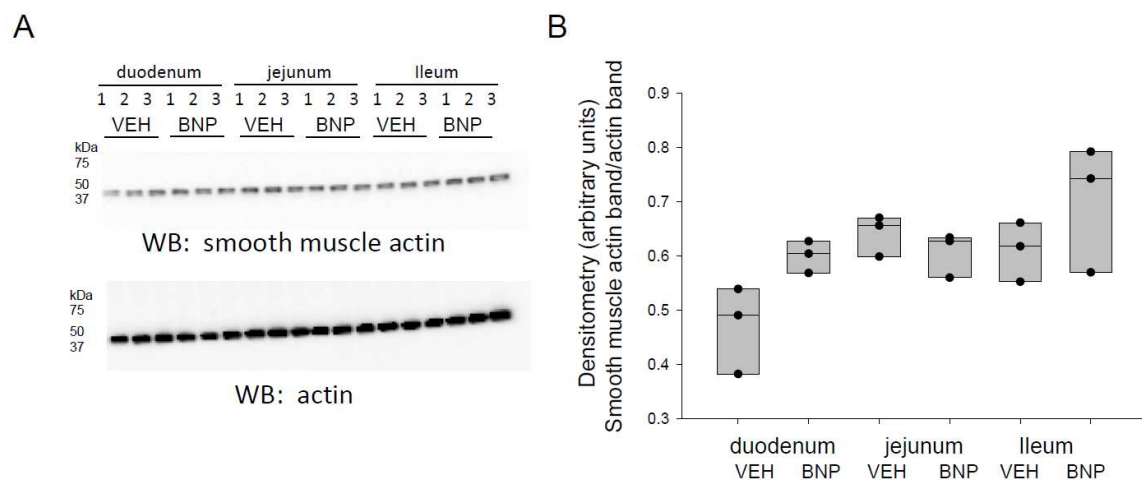 A
duodenum jejunum Ileum
1 2 3 1 2 3 1 2 3 1 2 3 1 2 3 1 2 3
VEH BNP VEH BNP VEH BNP
kDa
75
50
37
WB: smooth muscle actin
kDa
75
50
37
WB: actin
B
Densitometry (arbitrary units)
Smooth muscle actin band/actin band
0.9
0.8
0.7
0.6
0.5
0.4
0.3
duodenum jejunum Ileum
VEH BNP VEH BNP VEH BNP